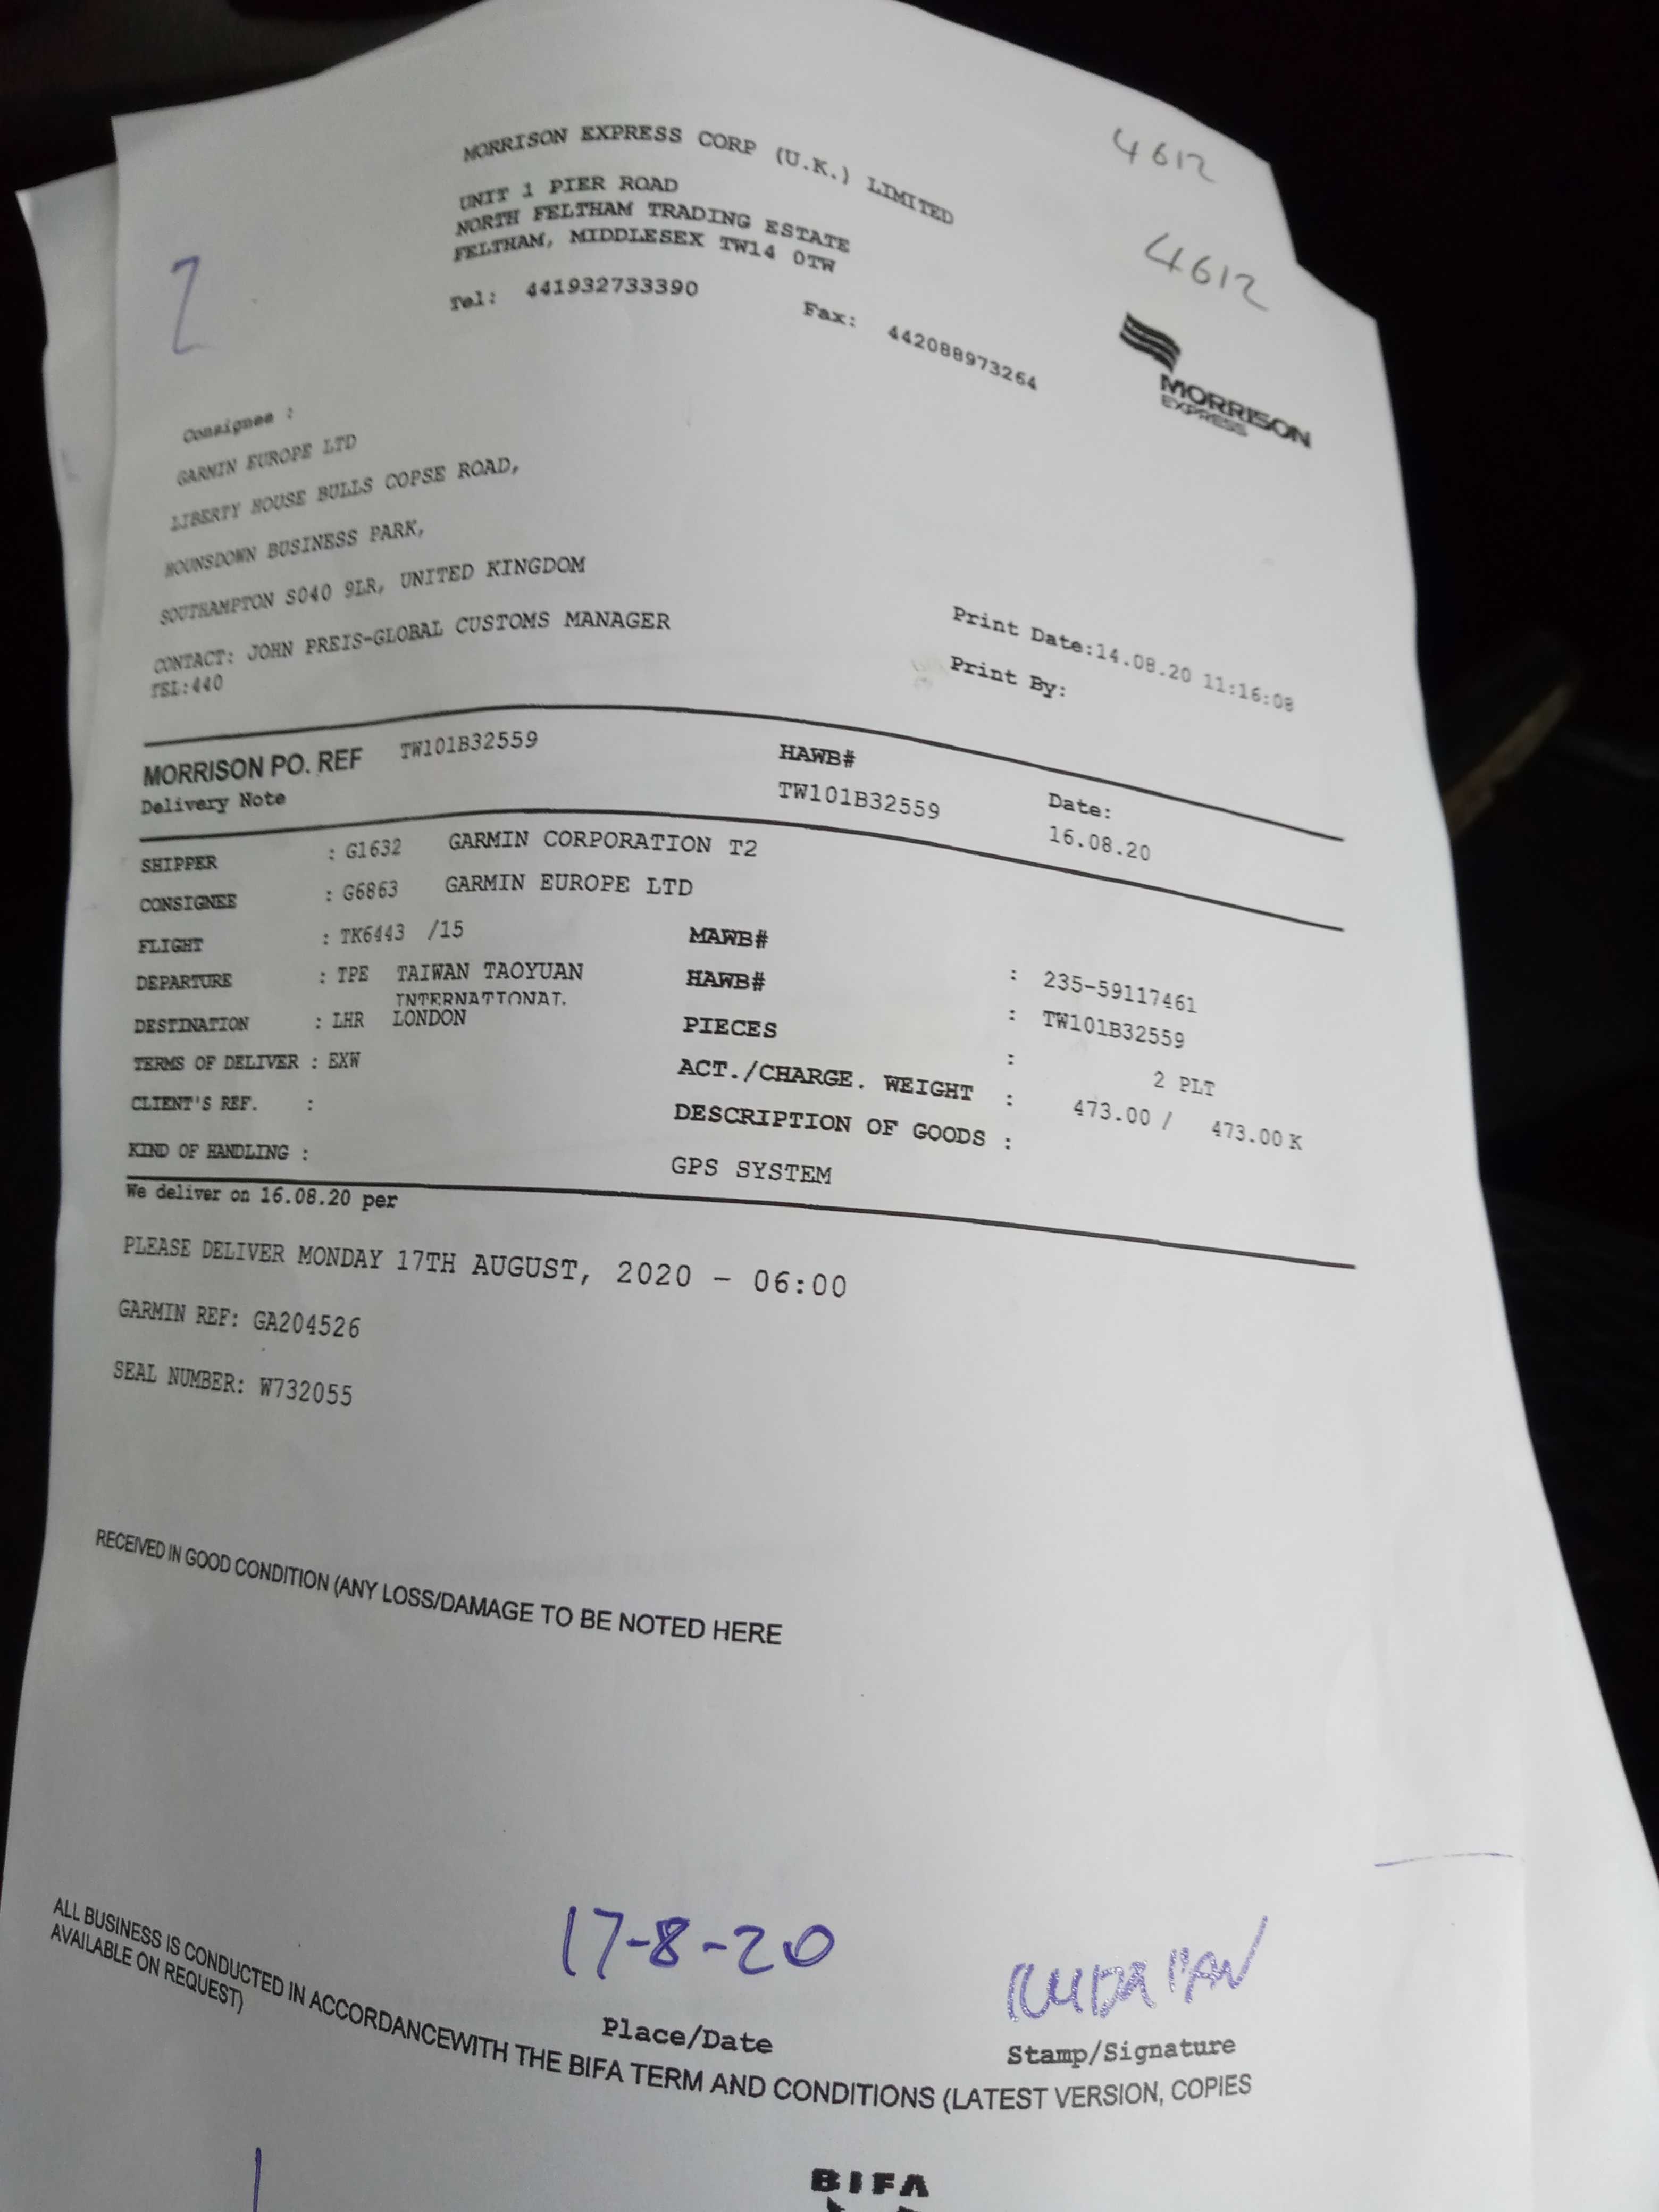 4612
MORRISON EXPRESS CORP (U.K.) LIMITED
UNIT 1 PIER ROAD
NORTH FELTHAM TRADING ESTATE
FELTHAM, MIDDLESEX TW14 0TW
4612
2
Tel: 441932733390 Fax: 442088973264
MORRISON
EXPRESS
Consignee :
GARMIN EUROPE LTD
LIBERTY HOUSE BULLS COPSE ROAD,
HOUNSDOWN BUSINESS PARK,
SOUTHAMPTON SO40 9LR, UNITED KINGDOM
CONTACT: JOHN PREIS-GLOBAL CUSTOMS MANAGER
TEL:440
Print Date:14.08.20 11:16:08
Print By:
MORRISON PO. REF TW101B32559 HAWB# Date:
Delivery Note TW101B32559 16.08.20
SHIPPER : G1632 GARMIN CORPORATION T2
CONSIGNEE : G6863 GARMIN EUROPE LTD
FLIGHT : TK6443 /15 MAWB# : 235-59117461
DEPARTURE : TPE TAIWAN TAOYUAN INTERNATIONAL HAWB# : TW101B32559
DESTINATION : LHR LONDON PIECES : 2 PLT
TERMS OF DELIVER : EXW ACT./CHARGE. WEIGHT : 473.00 / 473.00 K
CLIENT'S REF. : DESCRIPTION OF GOODS :
KIND OF HANDLING : GPS SYSTEM
We deliver on 16.08.20 per
PLEASE DELIVER MONDAY 17TH AUGUST, 2020 - 06:00
GARMIN REF: GA204526
SEAL NUMBER: W732055
RECEIVED IN GOOD CONDITION (ANY LOSS/DAMAGE TO BE NOTED HERE
17-8-20
Place/Date Stamp/Signature
ALL BUSINESS IS CONDUCTED IN ACCORDANCEWITH THE BIFA TERM AND CONDITIONS (LATEST VERSION, COPIES
AVAILABLE ON REQUEST)
BIFA